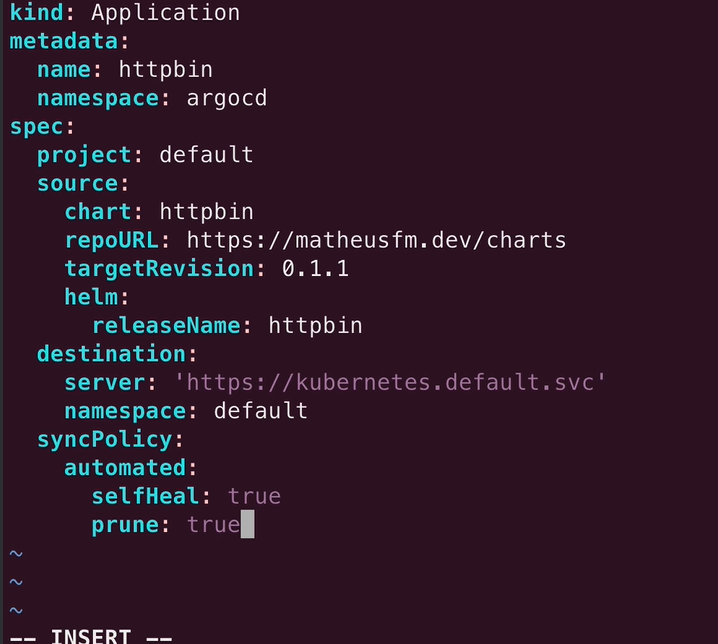 kind: Application
metadata:
  name: httpbin
  namespace: argocd
spec:
  project: default
  source:
    chart: httpbin
    repoURL: https://matheusfm.dev/charts
    targetRevision: 0.1.1
    helm:
      releaseName: httpbin
  destination:
    server: 'https://kubernetes.default.svc'
    namespace: default
  syncPolicy:
    automated:
      selfHeal: true
      prune: true
~
~
~
-- INSERT --